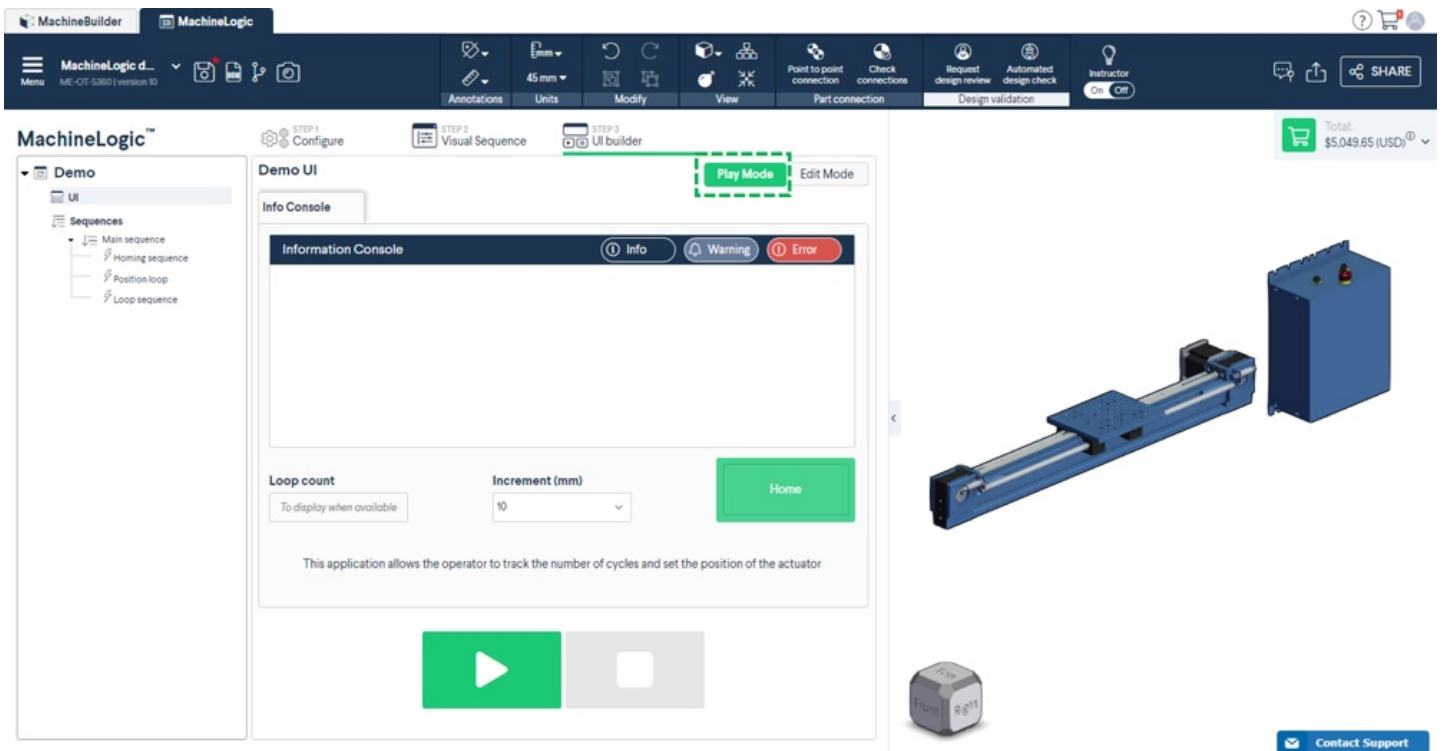 MachineBuilder
MachineLogic
Menu
MachineLogic d...
ME-OT-5360 | version 10
BOM
Annotations
mm
45 mm
Units
Modify
View
Point to point connection
Check connections
Part connection
Request design review
Automated design check
Design validation
Instructor
On Off
SHARE
MachineLogic™
STEP 1
Configure
STEP 2
Visual Sequence
STEP 3
UI builder
Total:
$5,049.65 (USD)
Demo
UI
Sequences
Main sequence
Homing sequence
Position loop
Loop sequence
Demo UI
Play Mode
Edit Mode
Info Console
Information Console
Info
Warning
Error
Loop count
To display when available
Increment (mm)
10
Home
This application allows the operator to track the number of cycles and set the position of the actuator
Top
Front
Right
Contact Support